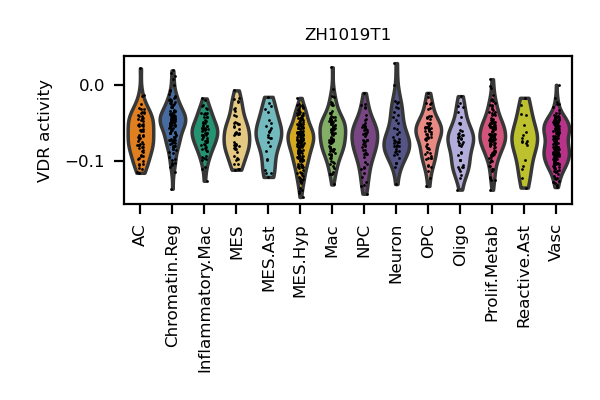 ZH1019T1
VDR activity
0.0
−0.1
AC
Chromatin.Reg
Inflammatory.Mac
MES
MES.Ast
MES.Hyp
Mac
NPC
Neuron
OPC
Oligo
Prolif.Metab
Reactive.Ast
Vasc